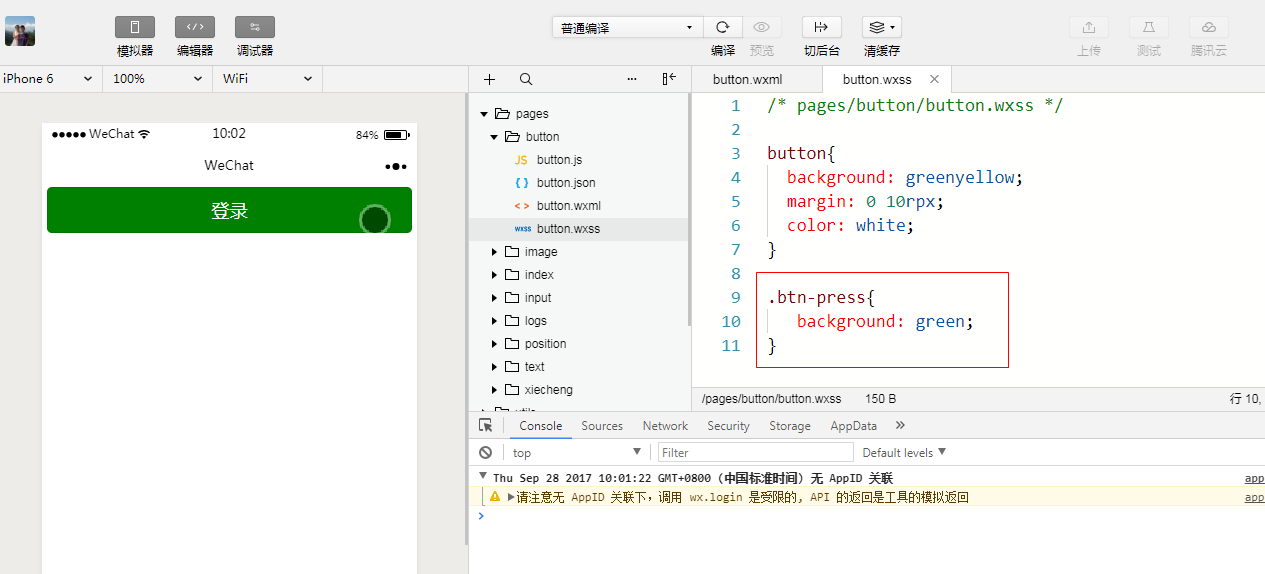 普通编译
模拟器 编辑器 调试器 编译 预览 切后台 清缓存 上传 测试 腾讯云
iPhone 6 100% WiFi
WeChat 10:02 84%
WeChat
登录
pages
button
JS button.js
{ } button.json
< > button.wxml
wxss button.wxss
image
index
input
logs
position
text
xiecheng
button.wxml button.wxss
1 /* pages/button/button.wxss */
2
3 button{
4 background: greenyellow;
5 margin: 0 10rpx;
6 color: white;
7 }
8
9 .btn-press{
10 background: green;
11 }
/pages/button/button.wxss 150 B 行 10,
Console Sources Network Security Storage AppData »
top Filter Default levels
Thu Sep 28 2017 10:01:22 GMT+0800 (中国标准时间) 无 AppID 关联 app
请注意无 AppID 关联下，调用 wx.login 是受限的, API 的返回是工具的模拟返回 app